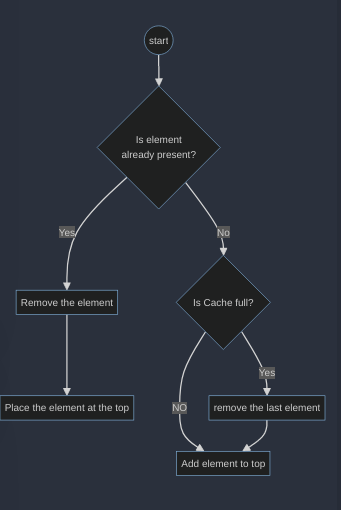 start
Is element
already present?
Yes
No
Remove the element
Is Cache full?
Yes
Place the element at the top
NO
remove the last element
Add element to top